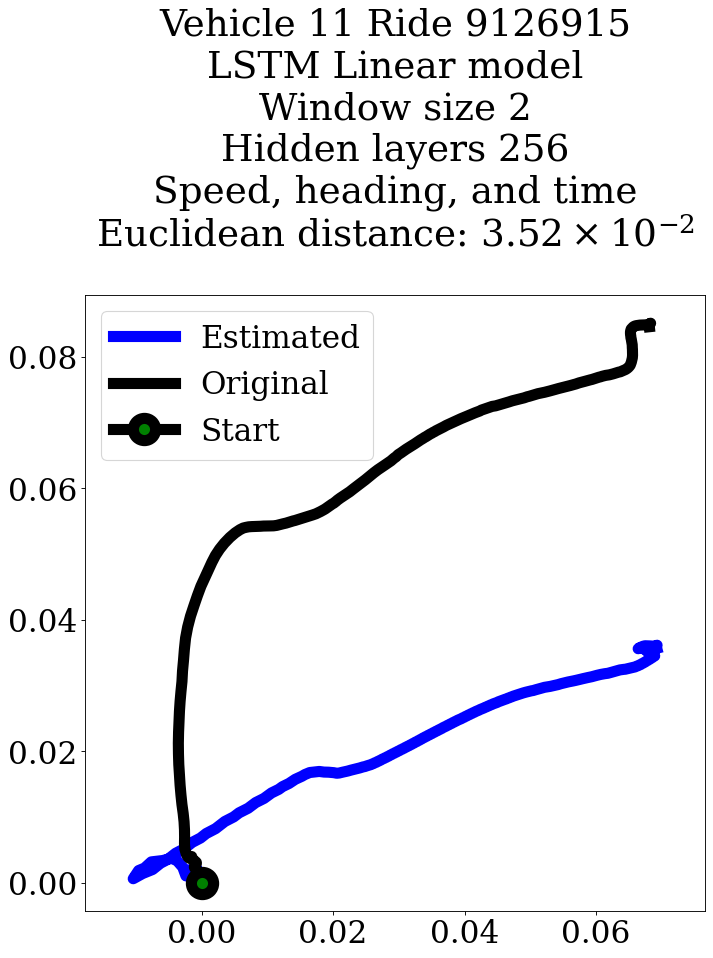 Vehicle 11 Ride 9126915
LSTM Linear model
Window size 2
Hidden layers 256
Speed, heading, and time
Euclidean distance: 3.52 × 10⁻²
Estimated
Original
Start
0.08
0.06
0.04
0.02
0.00
0.00 0.02 0.04 0.06